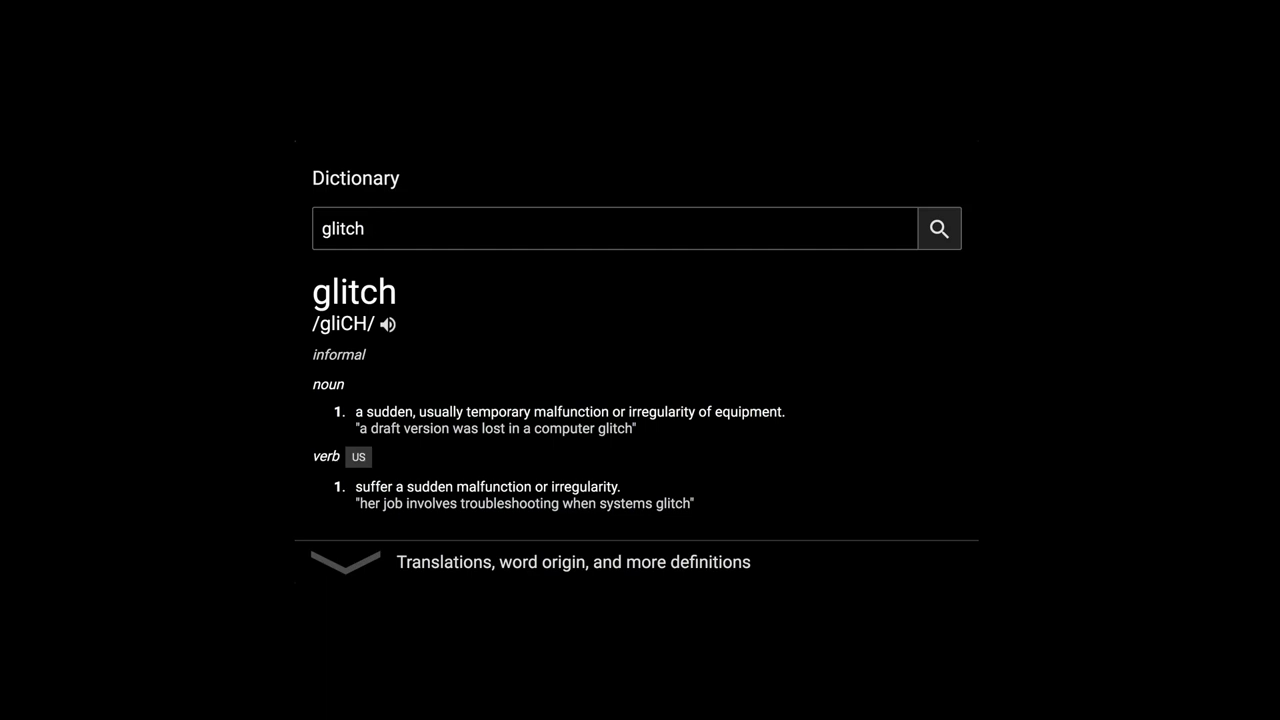 Dictionary
glitch
glitch
/gliCH/
informal
noun
1. a sudden, usually temporary malfunction or irregularity of equipment.
"a draft version was lost in a computer glitch"
verb US
1. suffer a sudden malfunction or irregularity.
"her job involves troubleshooting when systems glitch"
Translations, word origin, and more definitions